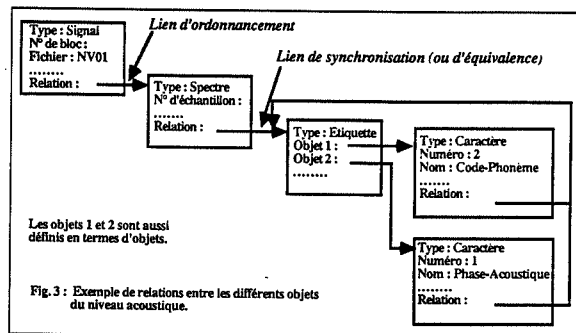 Type : Signal
N° de bloc :
Fichier : NV01
........
Relation :
Lien d'ordonnancement
Lien de synchronisation (ou d'équivalence)
Type : Spectre
N° d'échantillon :
.......
Relation :
Type : Etiquette
Objet 1 :
Objet 2 :
.........
Type : Caractère
Numéro : 2
Nom : Code-Phonème
.......
Relation :
Les objets 1 et 2 sont aussi
définis en termes d'objets.
Type : Caractère
Numéro : 1
Nom : Phase-Acoustique
........
Relation :
Fig. 3 : Exemple de relations entre les différents objets
du niveau acoustique.